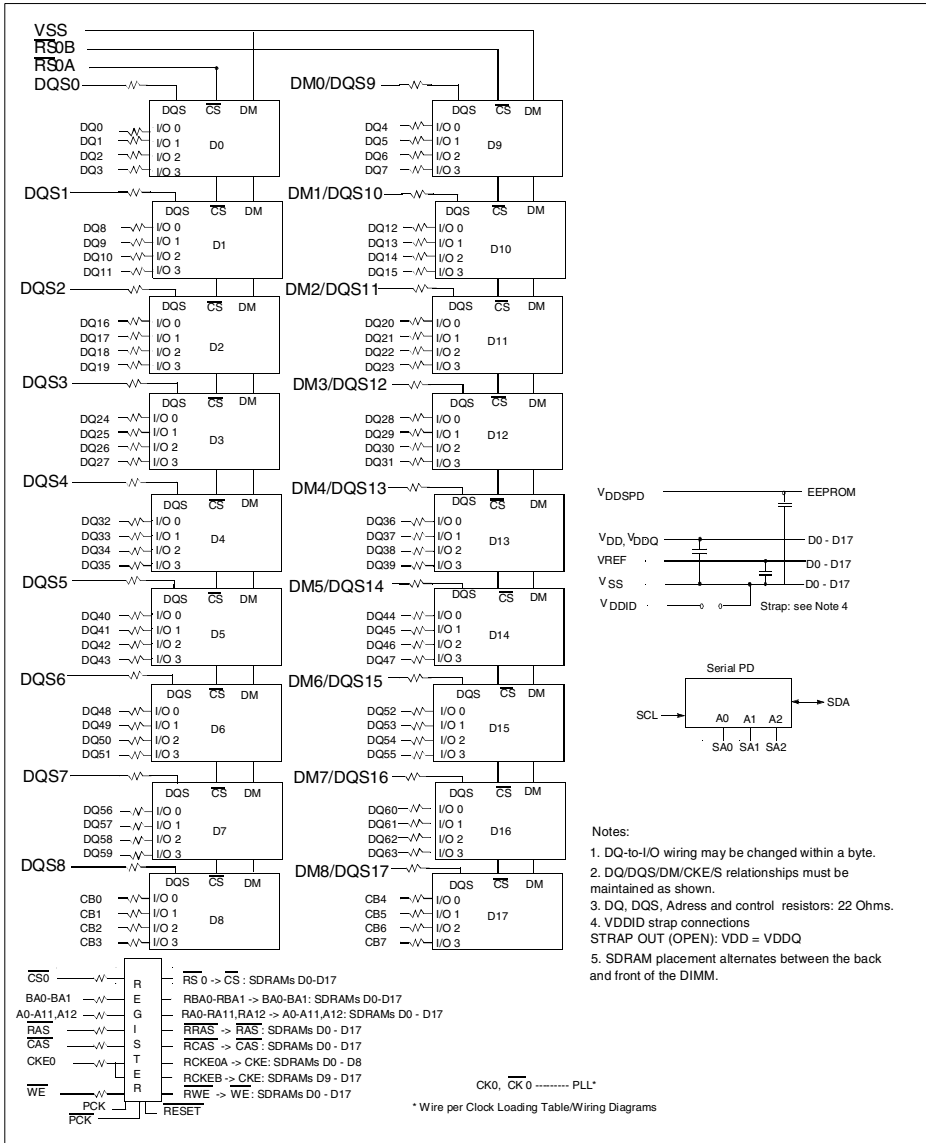 VSS
RS0B
RS0A
DQS0
DM0/DQS9
DQS CS DM
DQS CS DM
DQ0 I/O 0
DQ1 I/O 1
DQ2 I/O 2
DQ3 I/O 3
D0
DQ4 I/O 0
DQ5 I/O 1
DQ6 I/O 2
DQ7 I/O 3
D9
DQS1
DM1/DQS10
DQS CS DM
DQS CS DM
DQ8 I/O 0
DQ9 I/O 1
DQ10 I/O 2
DQ11 I/O 3
D1
DQ12 I/O 0
DQ13 I/O 1
DQ14 I/O 2
DQ15 I/O 3
D10
DQS2
DM2/DQS11
DQS CS DM
DQS CS DM
DQ16 I/O 0
DQ17 I/O 1
DQ18 I/O 2
DQ19 I/O 3
D2
DQ20 I/O 0
DQ21 I/O 1
DQ22 I/O 2
DQ23 I/O 3
D11
DQS3
DM3/DQS12
DQS CS DM
DQS CS DM
DQ24 I/O 0
DQ25 I/O 1
DQ26 I/O 2
DQ27 I/O 3
D3
DQ28 I/O 0
DQ29 I/O 1
DQ30 I/O 2
DQ31 I/O 3
D12
DQS4
DM4/DQS13
DQS CS DM
DQS CS DM
DQ32 I/O 0
DQ33 I/O 1
DQ34 I/O 2
DQ35 I/O 3
D4
DQ36 I/O 0
DQ37 I/O 1
DQ38 I/O 2
DQ39 I/O 3
D13
DQS5
DM5/DQS14
DQS CS DM
DQS CS DM
DQ40 I/O 0
DQ41 I/O 1
DQ42 I/O 2
DQ43 I/O 3
D5
DQ44 I/O 0
DQ45 I/O 1
DQ46 I/O 2
DQ47 I/O 3
D14
DQS6
DM6/DQS15
DQS CS DM
DQS CS DM
DQ48 I/O 0
DQ49 I/O 1
DQ50 I/O 2
DQ51 I/O 3
D6
DQ52 I/O 0
DQ53 I/O 1
DQ54 I/O 2
DQ55 I/O 3
D15
DQS7
DM7/DQS16
DQS CS DM
DQS CS DM
DQ56 I/O 0
DQ57 I/O 1
DQ58 I/O 2
DQ59 I/O 3
D7
DQ60 I/O 0
DQ61 I/O 1
DQ62 I/O 2
DQ63 I/O 3
D16
DQS8
DM8/DQS17
DQS CS DM
DQS CS DM
CB0 I/O 0
CB1 I/O 1
CB2 I/O 2
CB3 I/O 3
D8
CB4 I/O 0
CB5 I/O 1
CB6 I/O 2
CB7 I/O 3
D17
VDDSPD EEPROM
VDD, VDDQ D0 - D17
VREF D0 - D17
VSS D0 - D17
VDDID Strap: see Note 4
Serial PD
SCL A0 A1 A2 SDA
SA0 SA1 SA2
Notes:
1. DQ-to-I/O wiring may be changed within a byte.
2. DQ/DQS/DM/CKE/S relationships must be
maintained as shown.
3. DQ, DQS, Adress and control resistors: 22 Ohms.
4. VDDID strap connections
STRAP OUT (OPEN): VDD = VDDQ
5. SDRAM placement alternates between the back
and front of the DIMM.
REGISTER
CS0 RS 0 -> CS : SDRAMs D0-D17
BA0-BA1 RBA0-RBA1 -> BA0-BA1: SDRAMs D0-D17
A0-A11,A12 RA0-RA11,RA12 -> A0-A11,A12: SDRAMs D0 - D17
RAS RRAS -> RAS: SDRAMs D0 - D17
CAS RCAS -> CAS: SDRAMs D0 - D17
CKE0 RCKE0A -> CKE: SDRAMs D0 - D8
RCKEB -> CKE: SDRAMs D9 - D17
WE RWE -> WE: SDRAMs D0 - D17
PCK
PCK
RESET
CK0, CK 0 --------- PLL*
* Wire per Clock Loading Table/Wiring Diagrams